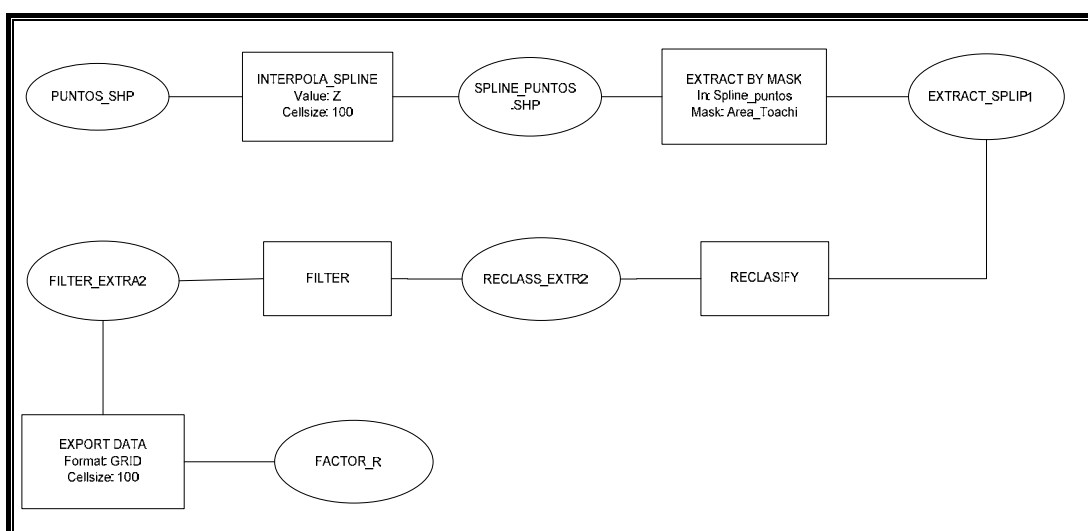 PUNTOS_SHP
INTERPOLA_SPLINE
Value: Z
Cellsize: 100
SPLINE_PUNTOS
.SHP
EXTRACT BY MASK
In: Spline_puntos
Mask: Area_Toachi
EXTRACT_SPLIP1
FILTER_EXTRA2
FILTER
RECLASS_EXTR2
RECLASIFY
EXPORT DATA
Format: GRID
Cellsize: 100
FACTOR_R